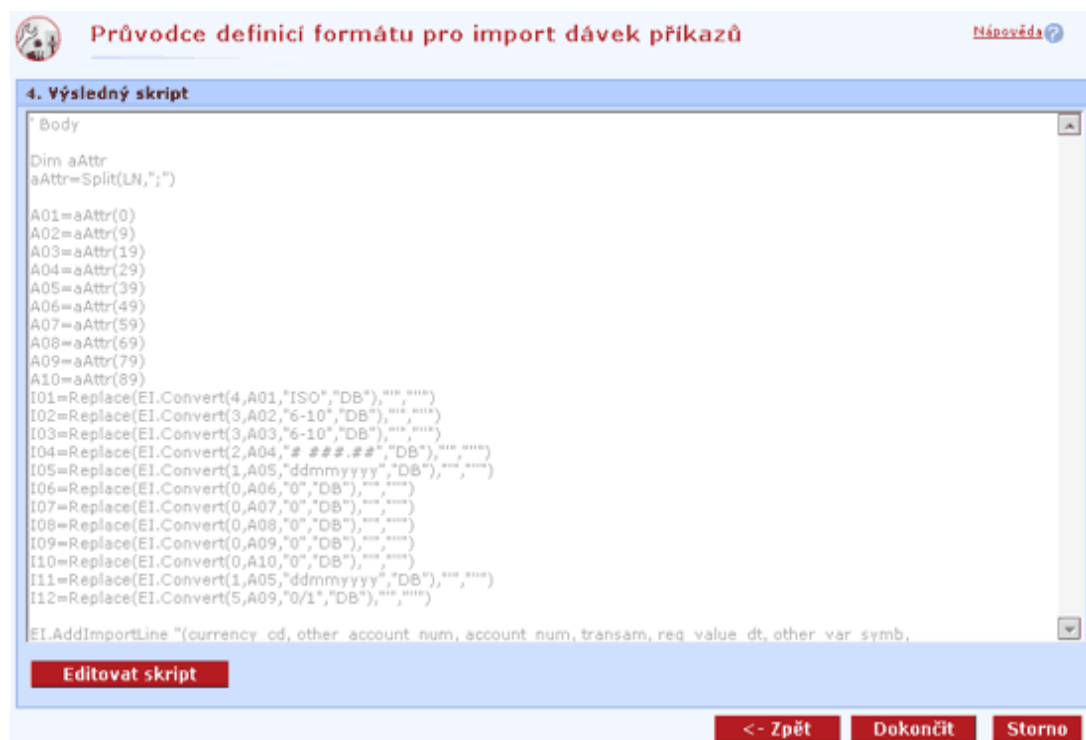 Průvodce definicí formátu pro import dávek příkazů
Nápověda
4. Výsledný skript
' Body
Dim aAttr
aAttr=Split(LN,";")
A01=aAttr(0)
A02=aAttr(9)
A03=aAttr(19)
A04=aAttr(29)
A05=aAttr(39)
A06=aAttr(49)
A07=aAttr(59)
A08=aAttr(69)
A09=aAttr(79)
A10=aAttr(89)
I01=Replace(EI.Convert(4,A01,"ISO","DB"),"'","''")
I02=Replace(EI.Convert(3,A02,"6-10","DB"),"'","''")
I03=Replace(EI.Convert(3,A03,"6-10","DB"),"'","''")
I04=Replace(EI.Convert(2,A04,"# ###.##","DB"),"'","''")
I05=Replace(EI.Convert(1,A05,"ddmmyyyy","DB"),"'","''")
I06=Replace(EI.Convert(0,A06,"0","DB"),"'","''")
I07=Replace(EI.Convert(0,A07,"0","DB"),"'","''")
I08=Replace(EI.Convert(0,A08,"0","DB"),"'","''")
I09=Replace(EI.Convert(0,A09,"0","DB"),"'","''")
I10=Replace(EI.Convert(0,A10,"0","DB"),"'","''")
I11=Replace(EI.Convert(1,A05,"ddmmyyyy","DB"),"'","''")
I12=Replace(EI.Convert(5,A09,"0/1","DB"),"'","''")
EI.AddImportLine "(currency_cd, other_account_num, account_num, transam, req_value_dt, other_var_symb,
Editovat skript
<- Zpět Dokončit Storno